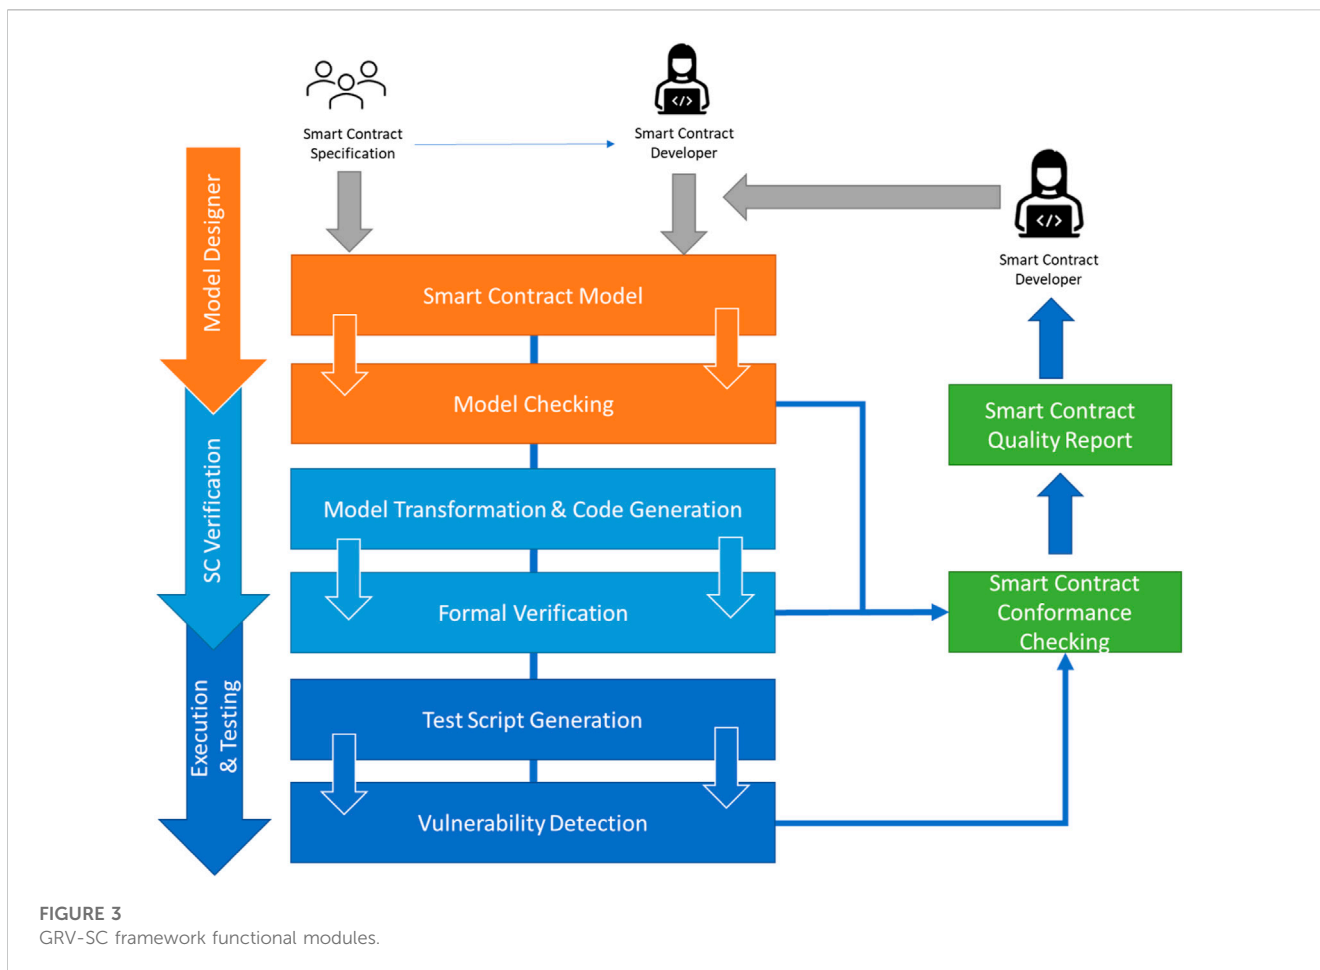 Smart Contract
Specification
Smart Contract
Developer
</>
Smart Contract
Developer
</>
Model Designer
SC Verification
Execution
& Testing
Smart Contract Model
Model Checking
Model Transformation & Code Generation
Formal Verification
Test Script Generation
Vulnerability Detection
Smart Contract
Quality Report
Smart Contract
Conformance
Checking
FIGURE 3
GRV-SC framework functional modules.